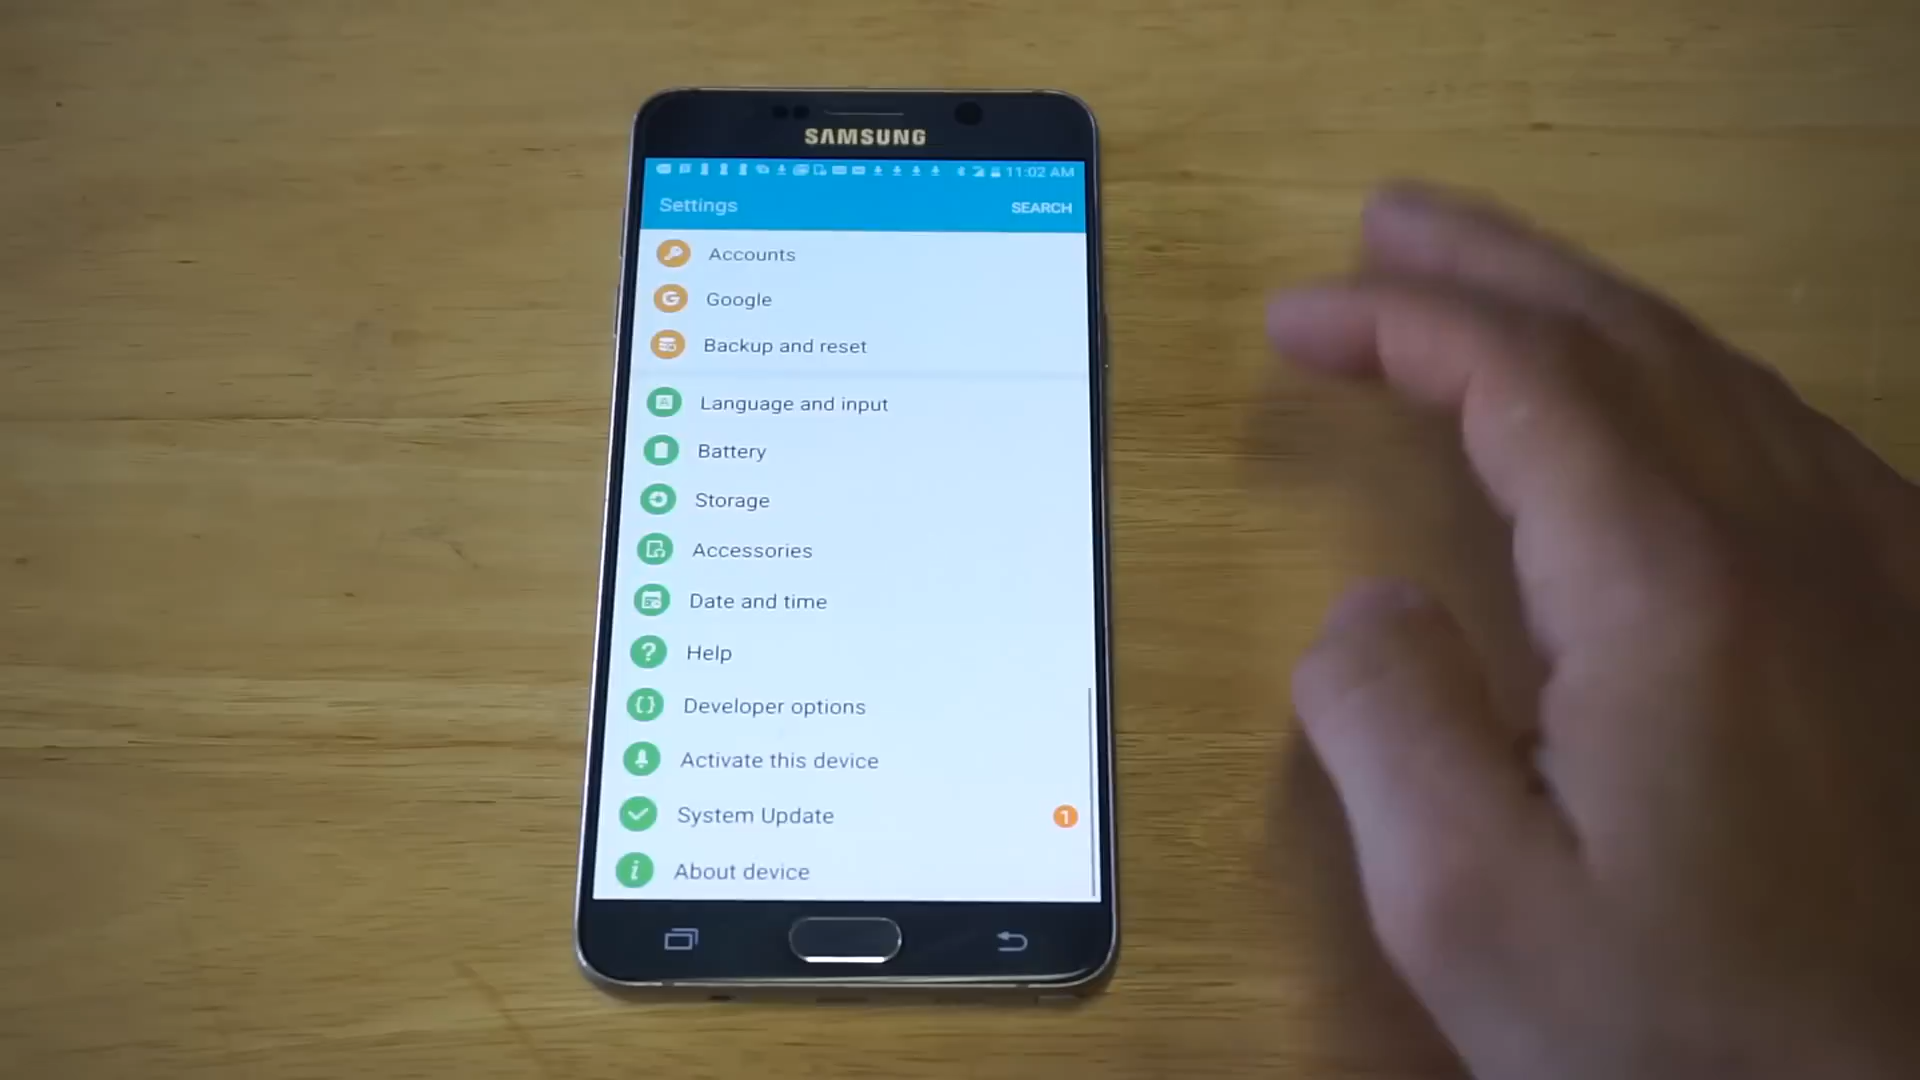 SAMSUNG
11:02 AM
Settings
SEARCH
Accounts
Google
Backup and reset
Language and input
Battery
Storage
Accessories
Date and time
Help
Developer options
Activate this device
System Update
1
About device